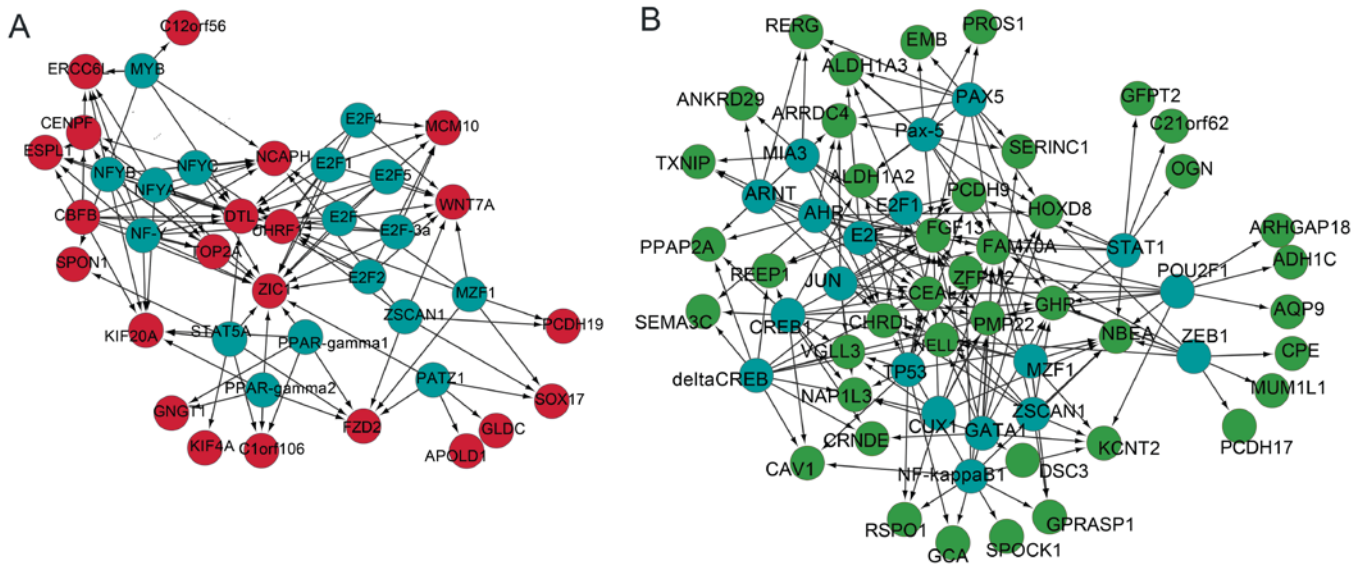 A
C12orf56
ERCC6L
MYB
CENPF
E2F4
MCM10
ESPL1
NFYC
NCAPH
E2F1
NFYB
NFYA
E2F5
WNT7A
CBFB
DTL
UHRF1
E2F
E2F-3a
NF-Y
TOP2A
SPON1
E2F2
ZIC1
MZF1
KIF20A
STAT5A
ZSCAN1
PCDH19
PPAR-gamma1
PPAR-gamma2
PATZ1
GNGT1
SOX17
KIF4A
C1orf106
FZD2
GLDC
APOLD1
B
RERG
EMB
PROS1
ALDH1A3
ANKRD29
ARRDC4
PAX5
GFPT2
Pax-5
C21orf62
TXNIP
MIA3
SERINC1
OGN
ALDH1A2
ARNT
PCDH9
E2F1
HOXD8
AHR
FGF13
PPAP2A
E2F
FAM70A
STAT1
ARHGAP18
REEP1
ZFPM2
POU2F1
ADH1C
JUN
TCEAL7
GHR
SEMA3C
CREB1
CHRDL1
PMP22
NBEA
AQP9
NELL2
ZEB1
VGLL3
CPE
deltaCREB
TP53
MZF1
MUM1L1
NAP1L3
ZSCAN1
CUX1
GATA1
CRNDE
KCNT2
PCDH17
CAV1
NF-kappaB1
DSC3
RSPO1
GPRASP1
GCA
SPOCK1